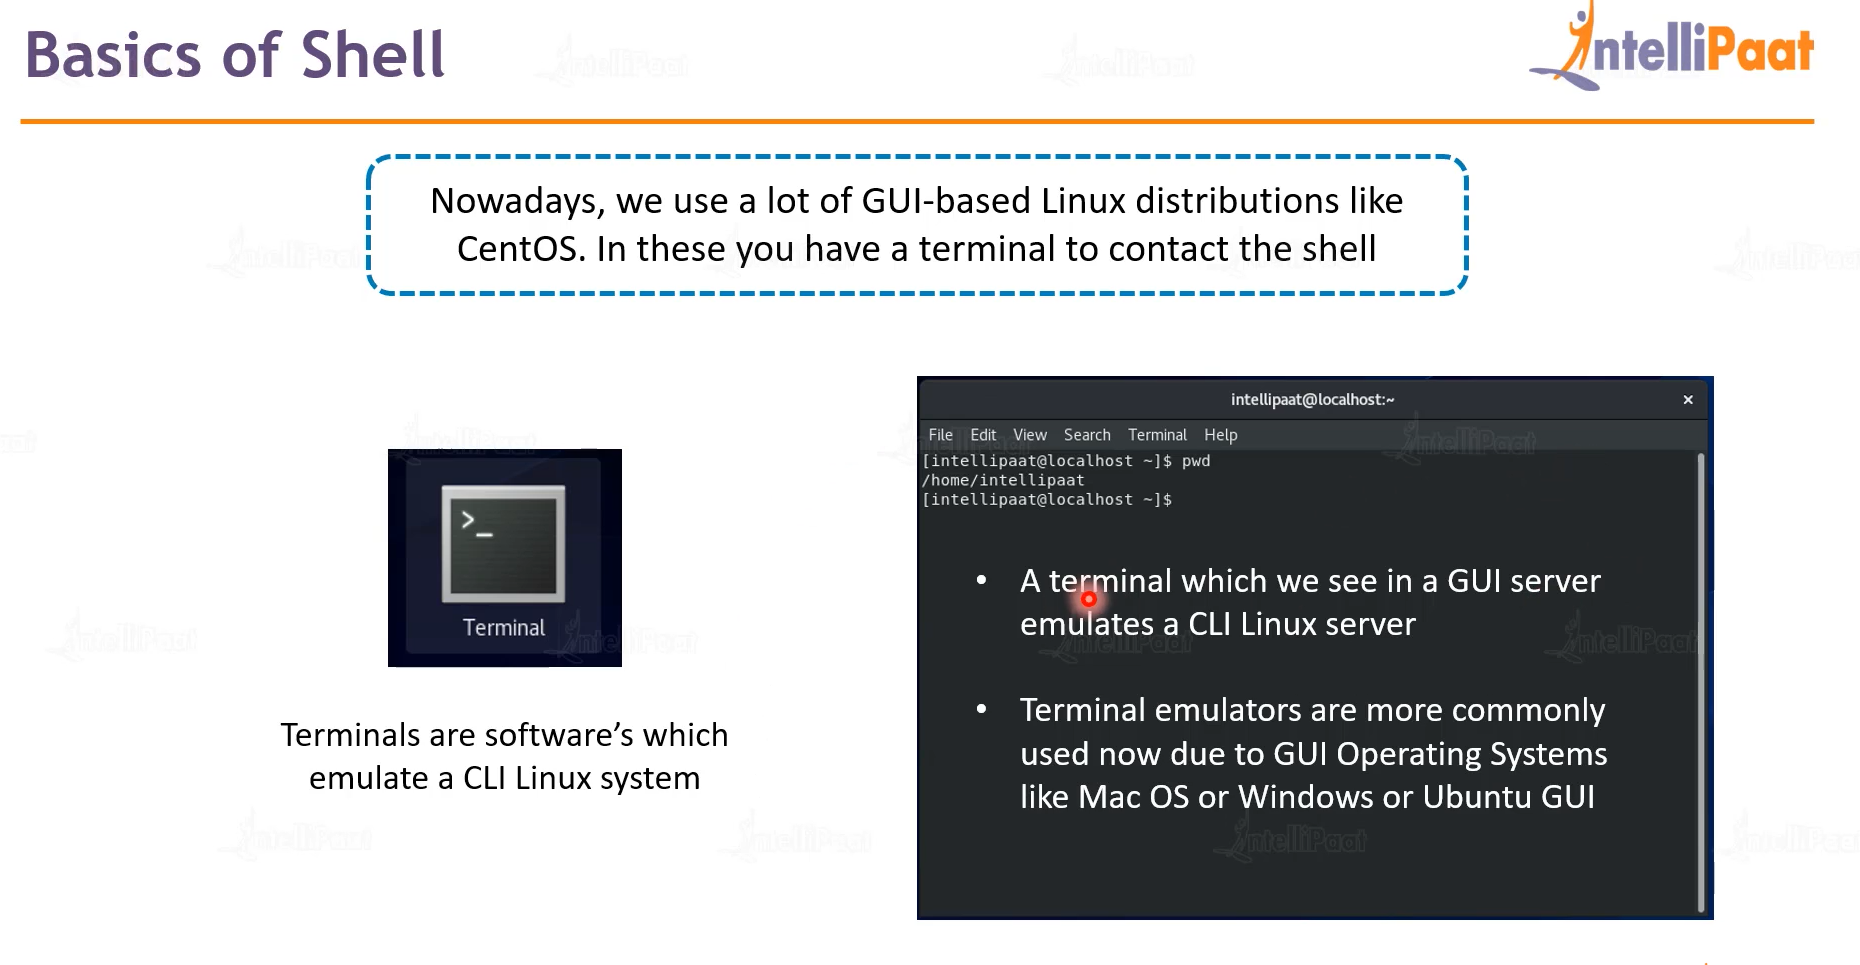 Basics of Shell
IntelliPaat
Nowadays, we use a lot of GUI-based Linux distributions like
CentOS. In these you have a terminal to contact the shell
Terminal
Terminals are software’s which
emulate a CLI Linux system
intellipaat@localhost:~
File Edit View Search Terminal Help
[intellipaat@localhost ~]$ pwd
/home/intellipaat
[intellipaat@localhost ~]$
• A terminal which we see in a GUI server
emulates a CLI Linux server
• Terminal emulators are more commonly
used now due to GUI Operating Systems
like Mac OS or Windows or Ubuntu GUI